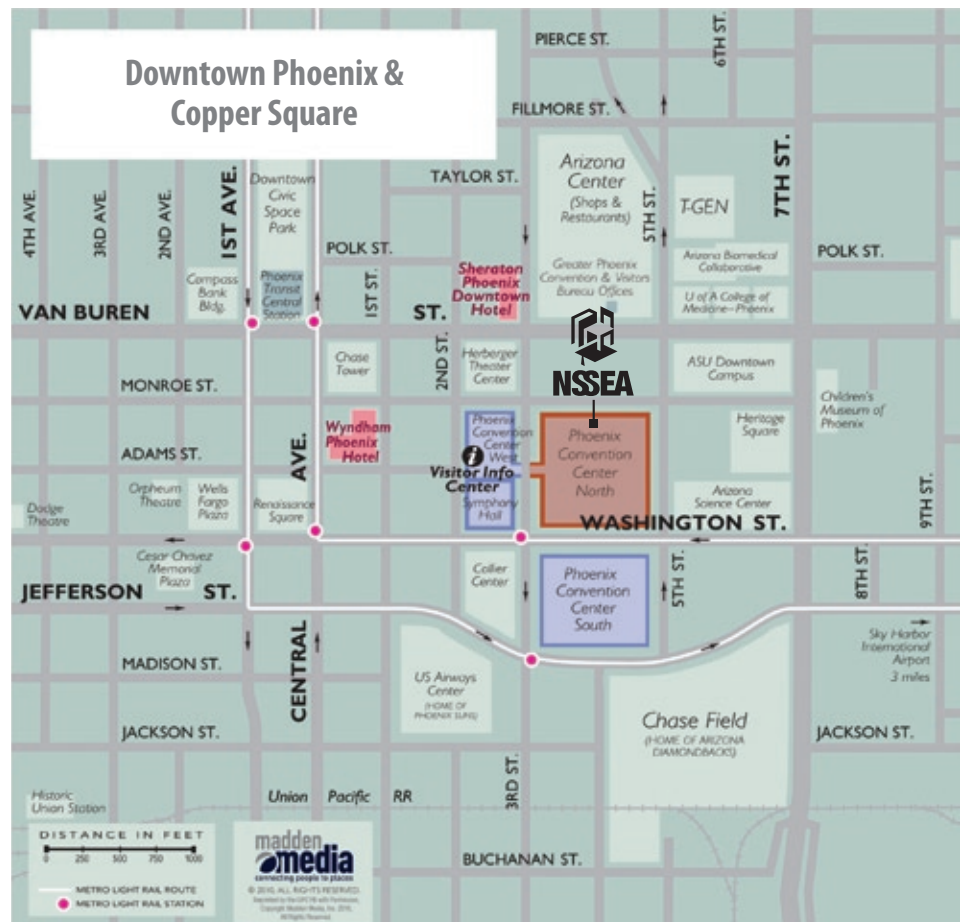 Downtown Phoenix &
Copper Square
PIERCE ST.
6TH ST.
FILLMORE ST.
4TH AVE.
3RD AVE.
2ND AVE.
1ST AVE.
Downtown
Civic
Space
Park
TAYLOR ST.
Arizona
Center
(Shops &
Restaurants)
5TH ST.
T-GEN
7TH ST.
POLK ST.
POLK ST.
Compass
Bank
Bldg.
Phoenix
Transit
Central
Station
1ST ST.
Sheraton
Phoenix
Downtown
Hotel
Greater Phoenix
Convention & Visitors
Bureau Offices
Arizona Biomedical
Collaborative
U of A College of
Medicine–Phoenix
VAN BUREN
ST.
NSSEA
Chase
Tower
2ND ST.
Herberger
Theater
Center
ASU Downtown
Campus
MONROE ST.
Children's
Museum of
Phoenix
Wyndham
Phoenix
Hotel
Phoenix
Convention
Center
West
Phoenix
Convention
Center
North
Heritage
Square
ADAMS ST.
AVE.
i
Visitor Info
Center
Orpheum
Theatre
Wells
Fargo
Plaza
Renaissance
Square
Symphony
Hall
Arizona
Science Center
9TH ST.
Dodge
Theatre
WASHINGTON ST.
Cesar Chavez
Memorial
Plaza
Collier
Center
Phoenix
Convention
Center
South
5TH ST.
8TH ST.
JEFFERSON
ST.
Sky Harbor
International
Airport
3 miles
MADISON ST.
CENTRAL
US Airways
Center
(HOME OF
PHOENIX SUNS)
Chase Field
(HOME OF ARIZONA
DIAMONDBACKS)
JACKSON ST.
JACKSON ST.
3RD ST.
Historic
Union Station
Union Pacific RR
DISTANCE IN FEET
0 250 500 750 1000
METRO LIGHT RAIL ROUTE
METRO LIGHT RAIL STATION
madden
media
connecting people to places
© 2010, ALL RIGHTS RESERVED.
BUCHANAN ST.